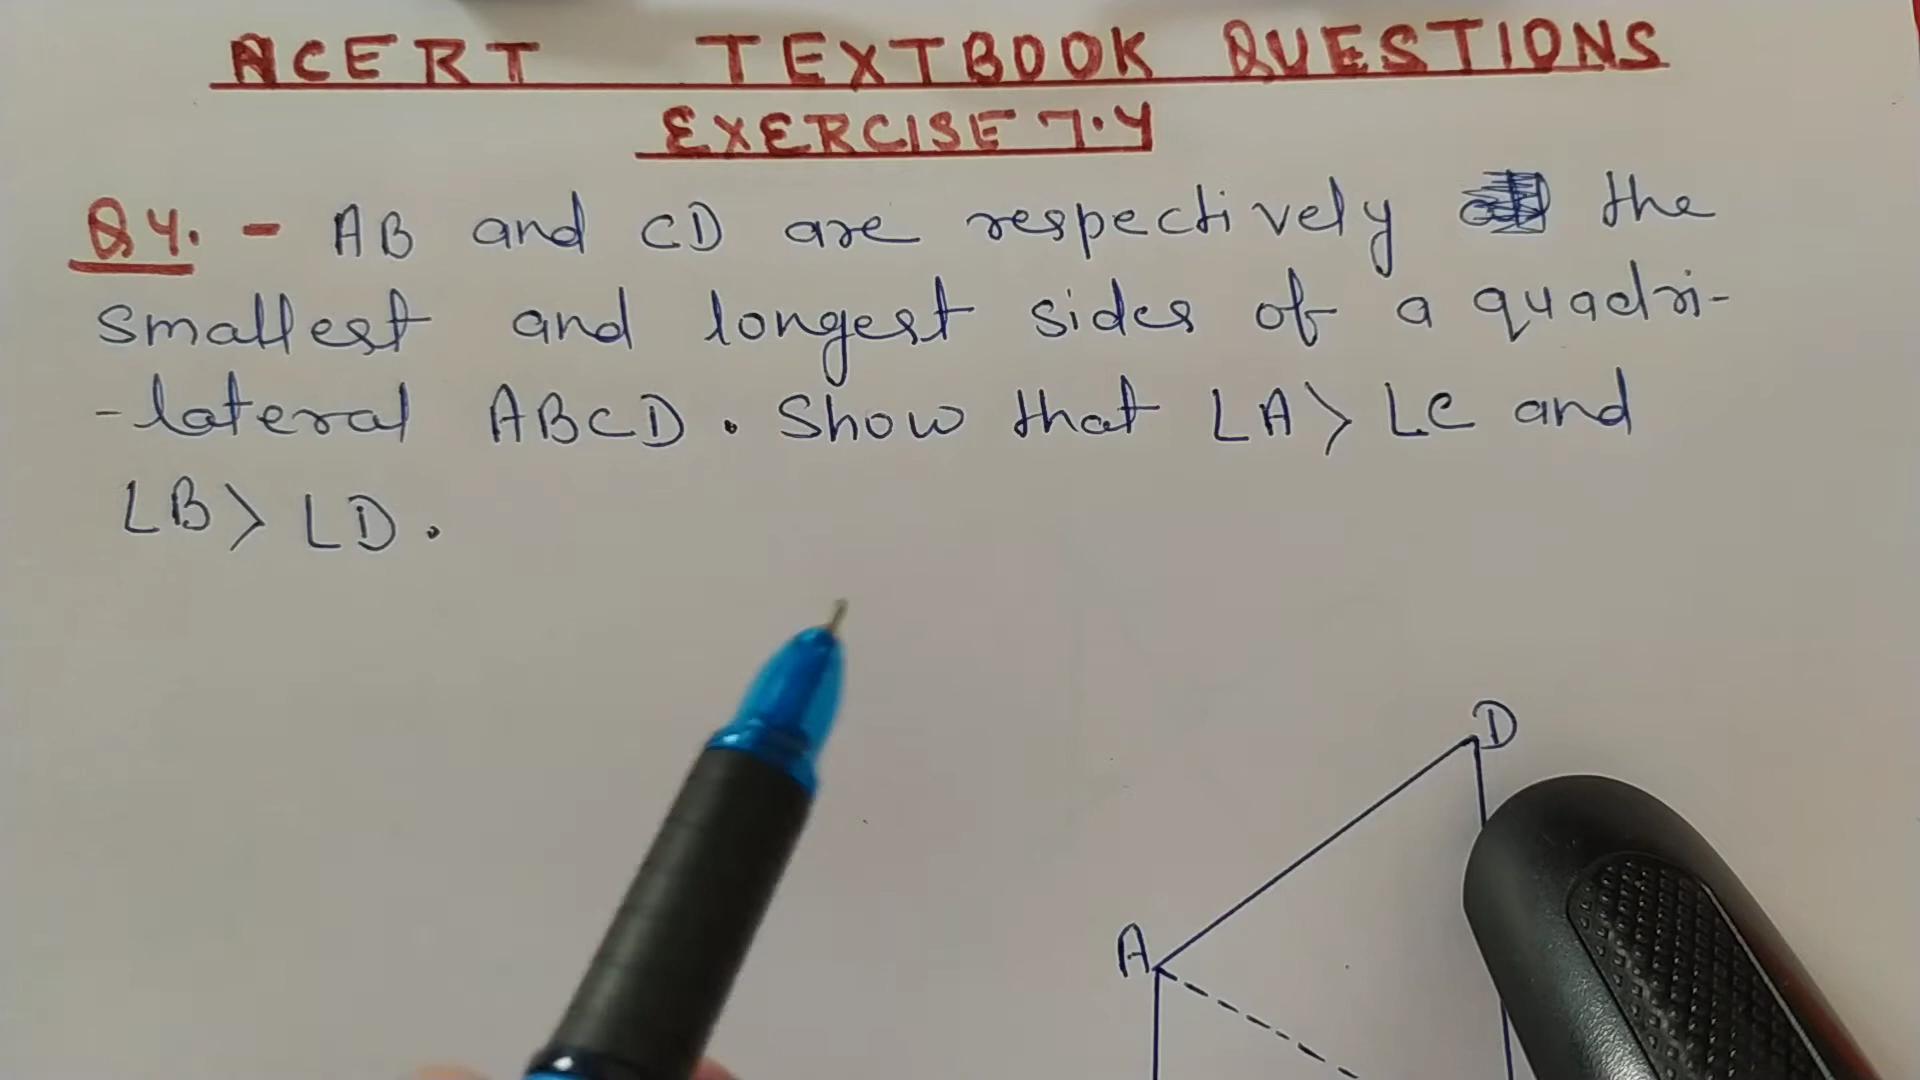 NCERT TEXTBOOK QUESTIONS
EXERCISE 7.4
Q4. - AB and CD are respectively the
smallest and longest sides of a quadri-
-lateral ABCD. Show that ∠A > ∠C and
∠B > ∠D.
D
A